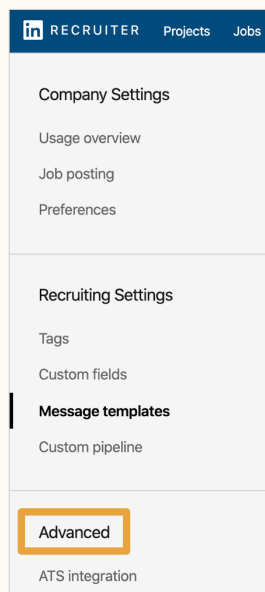 in RECRUITER Projects Jobs
Company Settings
Usage overview
Job posting
Preferences
Recruiting Settings
Tags
Custom fields
Message templates
Custom pipeline
Advanced
ATS integration